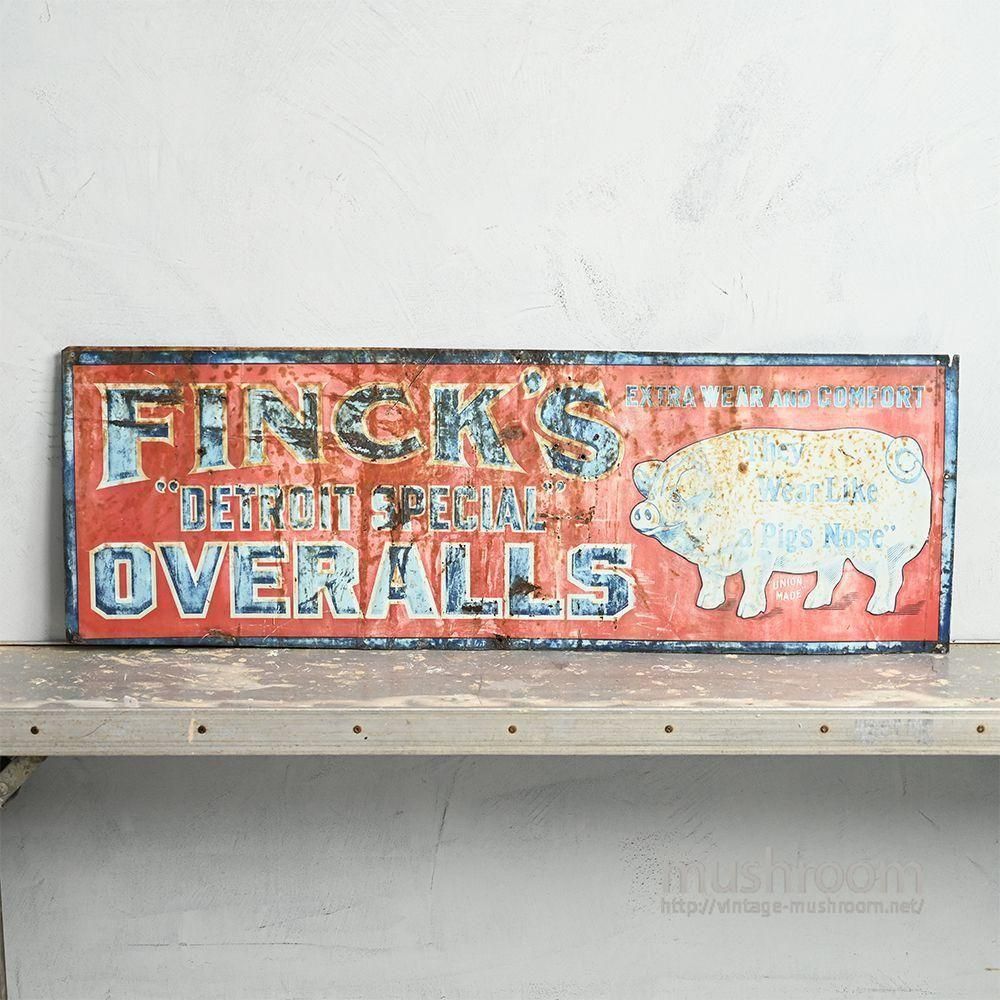 FINCK'S
"DETROIT SPECIAL"
OVERALLS
EXTRA WEAR AND COMFORT
They
Wear Like
a Pig's Nose"
UNION
MADE
mushroom
http://vintage-mushroom.net/